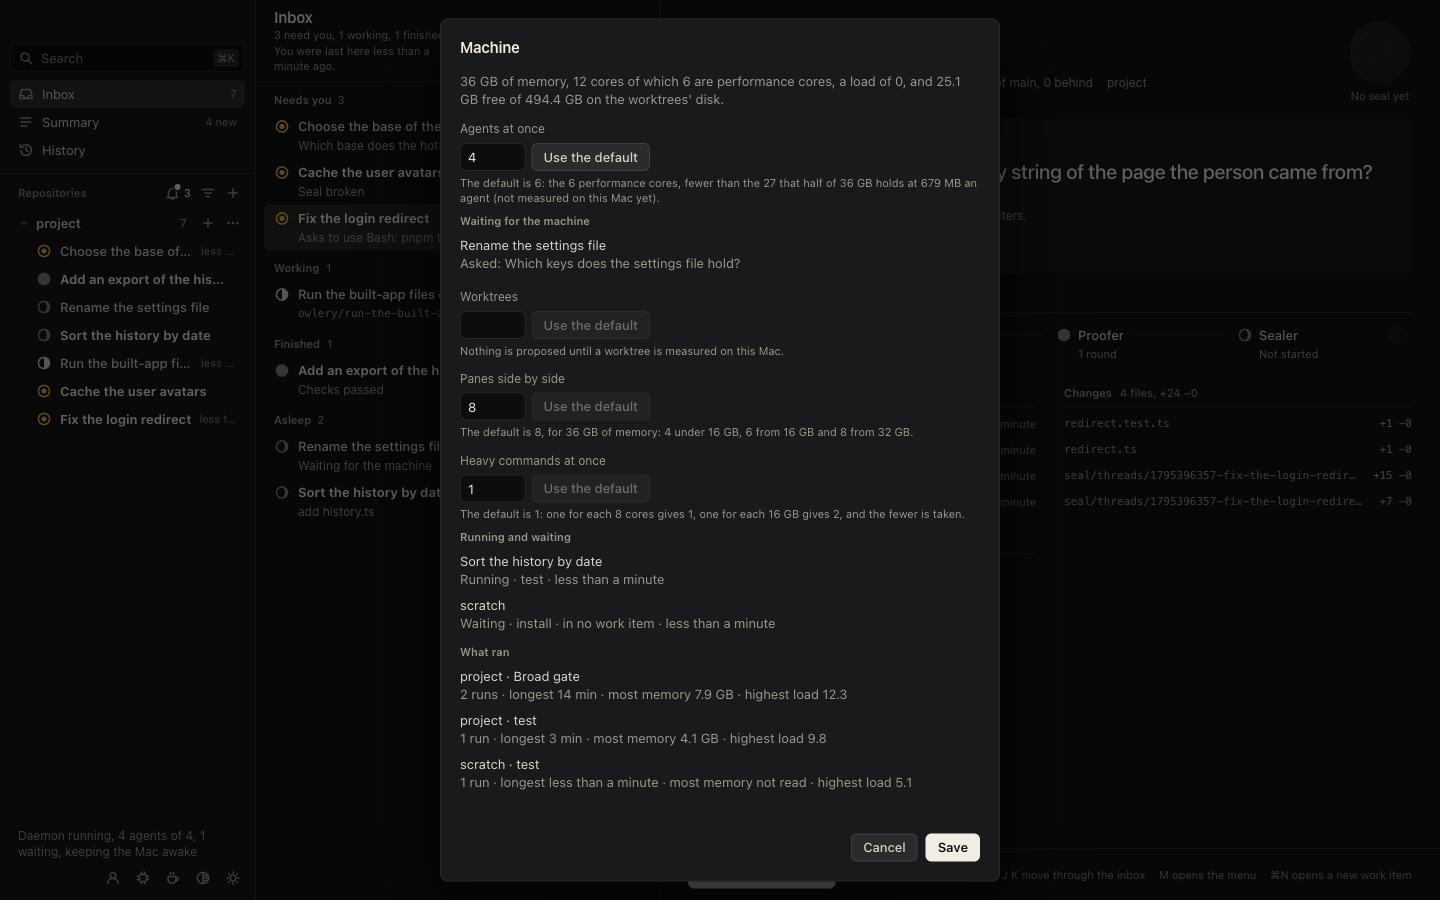 Search
⌘K
Inbox
7
Summary
4 new
History
Repositories
3
project
7
Choose the base of...
less ...
Add an export of the his...
Rename the settings file
Sort the history by date
Run the built-app fi...
less ...
Cache the user avatars
Fix the login redirect
less t...
Daemon running, 4 agents of 4, 1
waiting, keeping the Mac awake
Inbox
3 need you, 1 working, 1 finished
You were last here less than a
minute ago.
Needs you 3
Choose the base of the
Which base does the
Cache the user avatars
Seal broken
Fix the login redirect
Asks to use Bash: pnpm
Working 1
Run the built-app files
Finished 1
Add an export of the
Checks passed
Asleep 2
Rename the settings
Waiting for the machine
Sort the history by
add history.ts
Machine
36 GB of memory, 12 cores of which 6 are performance cores, a load of 0, and 25.1
GB free of 494.4 GB on the worktrees' disk.
Agents at once
4
Use the default
The default is 6: the 6 performance cores, fewer than the 27 that half of 36 GB holds at 679 MB an
agent (not measured on this Mac yet).
Waiting for the machine
Rename the settings file
Asked: Which keys does the settings file hold?
Worktrees
Use the default
Nothing is proposed until a worktree is measured on this Mac.
Panes side by side
8
Use the default
The default is 8, for 36 GB of memory: 4 under 16 GB, 6 from 16 GB and 8 from 32 GB.
Heavy commands at once
1
Use the default
The default is 1: one for each 8 cores gives 1, one for each 16 GB gives 2, and the fewer is taken.
Running and waiting
Sort the history by date
Running · test · less than a minute
scratch
Waiting · install · in no work item · less than a minute
What ran
project · Broad gate
2 runs · longest 14 min · most memory 7.9 GB · highest load 12.3
project · test
1 run · longest 3 min · most memory 4.1 GB · highest load 9.8
scratch · test
1 run · longest less than a minute · most memory not read · highest load 5.1
Cancel
Save
of main, 0 behind
project
No seal yet
string of the page the person came from?
Proofer
1 round
Sealer
Not started
Changes 4 files, +24 −0
minute
redirect.test.ts
+1 −0
redirect.ts
+1 −0
minute
seal/threads/1795396357-fix-the-login-redir...
+15 −0
minute
seal/threads/1795396357-fix-the-login-redire...
+7 −0
J K move through the inbox
M opens the menu
⌘N opens a new work item